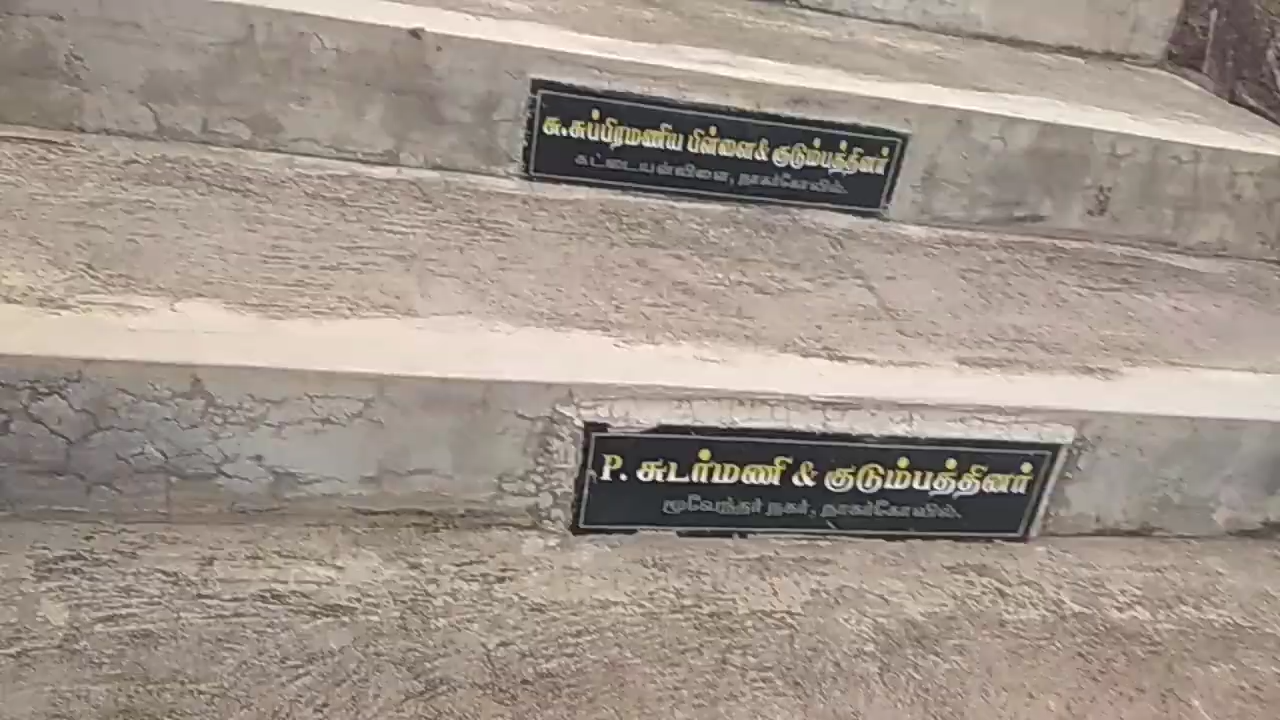 சு.சுப்பிரமணிய பிள்ளை & குடும்பத்தினர்
கட்டையன்விளை, நாகர்கோவில்.
P. சுடர்மணி & குடும்பத்தினர்
மூவேந்தர் நகர், நாகர்கோவில்.